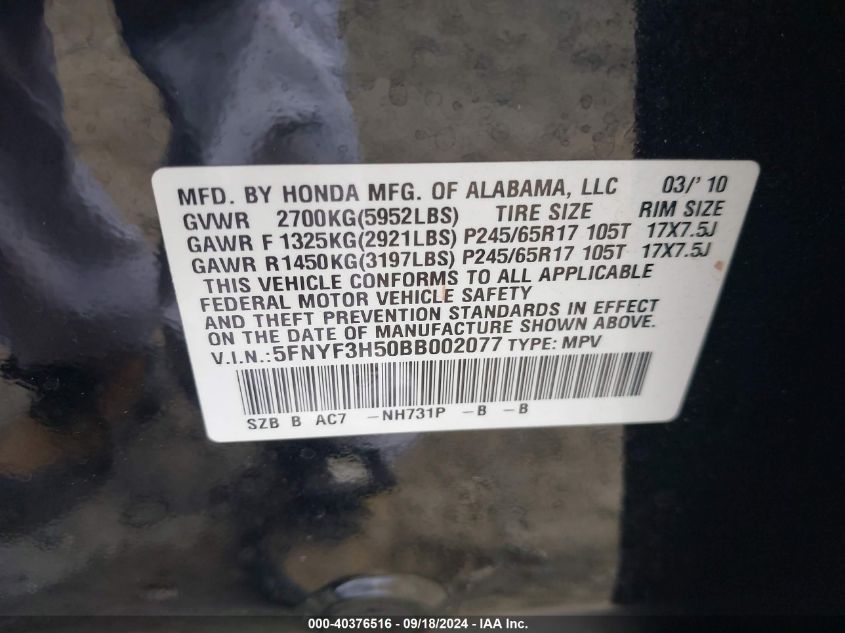 MFD. BY HONDA MFG. OF ALABAMA, LLC 03/' 10
GVWR 2700KG(5952LBS) TIRE SIZE RIM SIZE
GAWR F 1325KG(2921LBS) P245/65R17 105T 17X7.5J
GAWR R1450KG(3197LBS) P245/65R17 105T 17X7.5J
THIS VEHICLE CONFORMS TO ALL APPLICABLE
FEDERAL MOTOR VEHICLE SAFETY
AND THEFT PREVENTION STANDARDS IN EFFECT
ON THE DATE OF MANUFACTURE SHOWN ABOVE.
V.I.N.:5FNYF3H50BB002077 TYPE: MPV
SZB B AC7 -NH731P -B -B
000-40376516 - 09/18/2024 - IAA Inc.